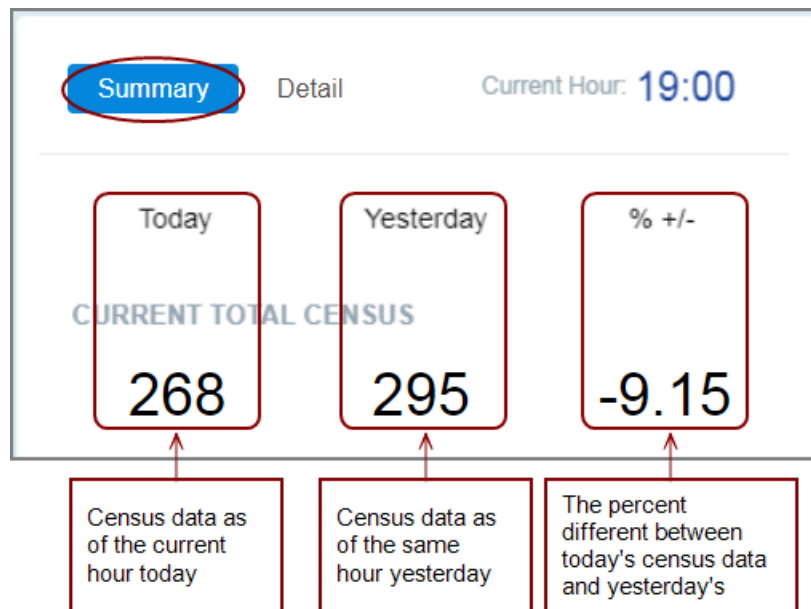 Summary Detail Current Hour: 19:00
Today Yesterday % +/-
CURRENT TOTAL CENSUS
268 295 -9.15
Census data as
of the current
hour today
Census data as
of the same
hour yesterday
The percent
different between
today's census data
and yesterday's